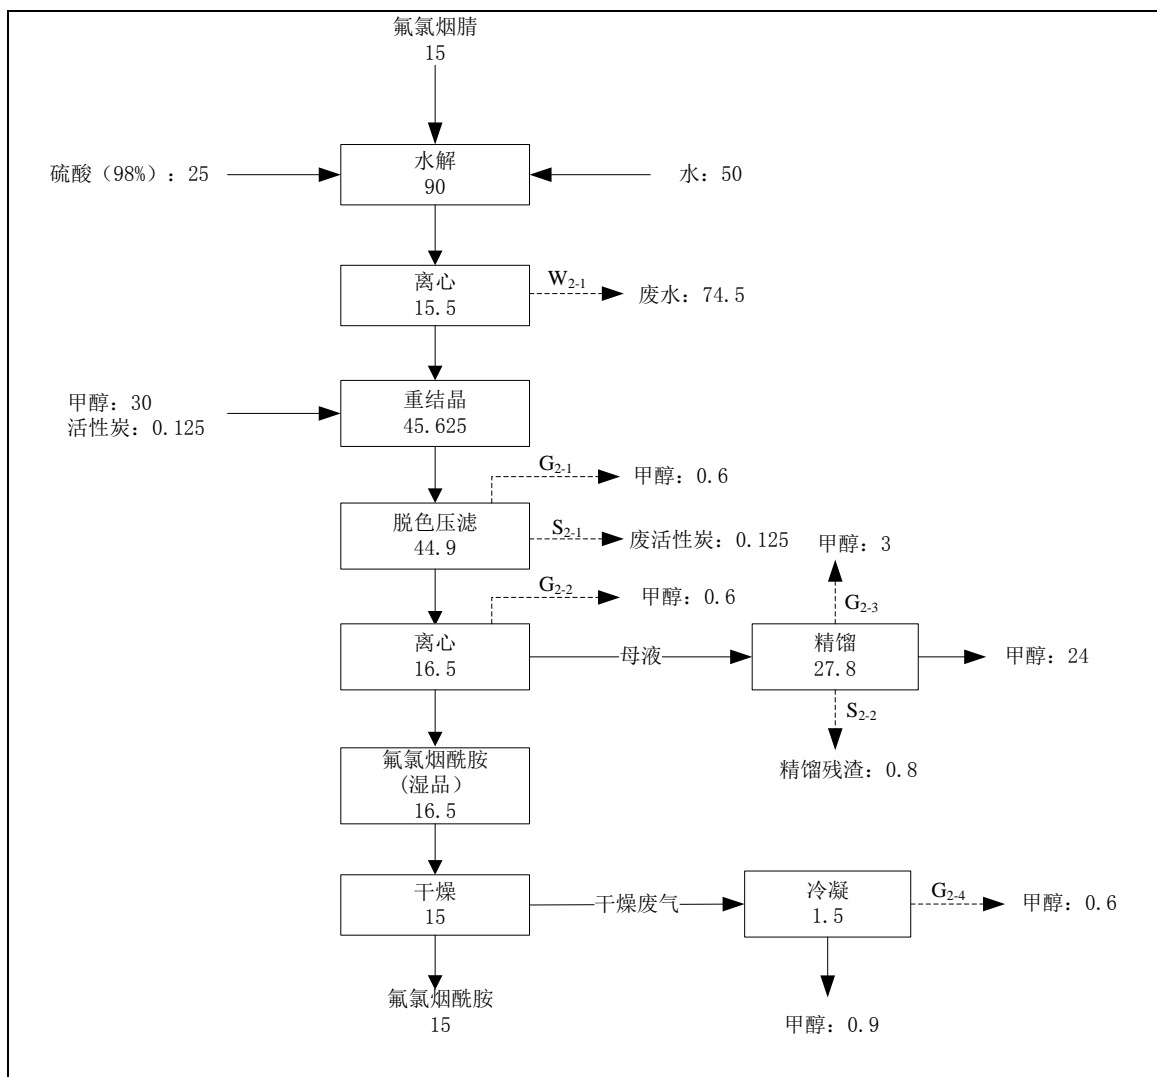 氟氯烟腈
15
硫酸（98%）：25
水解
90
水：50
离心
15.5
W2-1
废水：74.5
甲醇：30
活性炭：0.125
重结晶
45.625
G2-1
甲醇：0.6
脱色压滤
44.9
S2-1
废活性炭：0.125
甲醇：3
G2-2
甲醇：0.6
G2-3
离心
16.5
母液
精馏
27.8
甲醇：24
S2-2
精馏残渣：0.8
氟氯烟酰胺
(湿品）
16.5
干燥
15
干燥废气
冷凝
1.5
G2-4
甲醇：0.6
氟氯烟酰胺
15
甲醇：0.9